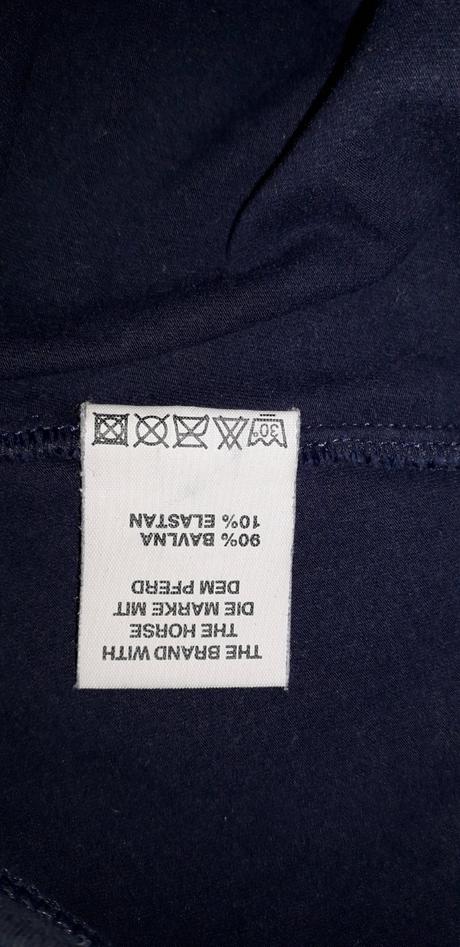 THE BRAND WITH
THE HORSE
DIE MARKE MIT
DEM PFERD
90% BAVLNA
10% ELASTAN
30°